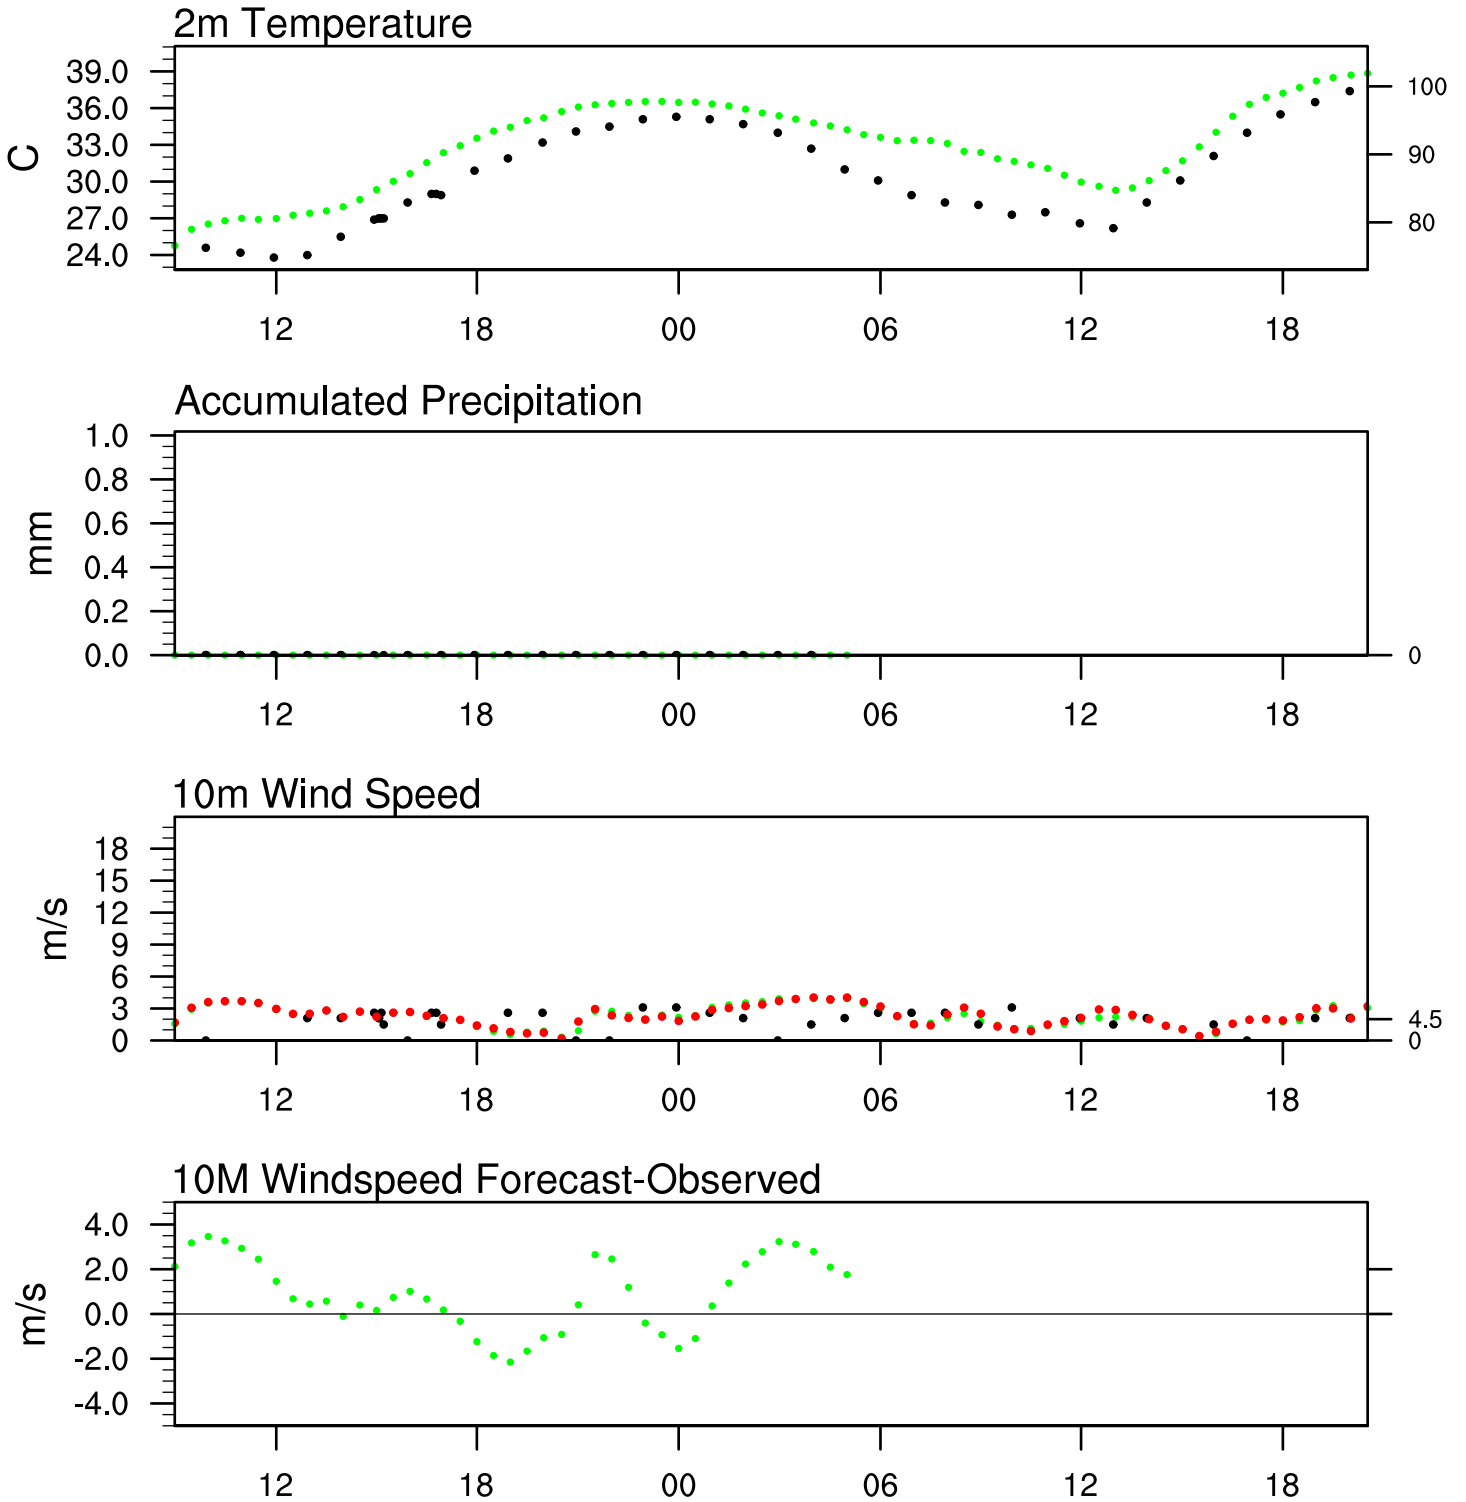 2m Temperature
39.0
36.0
33.0
30.0
27.0
24.0
C
100
90
80
12 18 00 06 12 18
Accumulated Precipitation
1.0
0.8
0.6
0.4
0.2
0.0
mm
0
12 18 00 06 12 18
10m Wind Speed
18
15
12
9
6
3
0
m/s
4.5
0
12 18 00 06 12 18
10M Windspeed Forecast-Observed
4.0
2.0
0.0
-2.0
-4.0
m/s
12 18 00 06 12 18